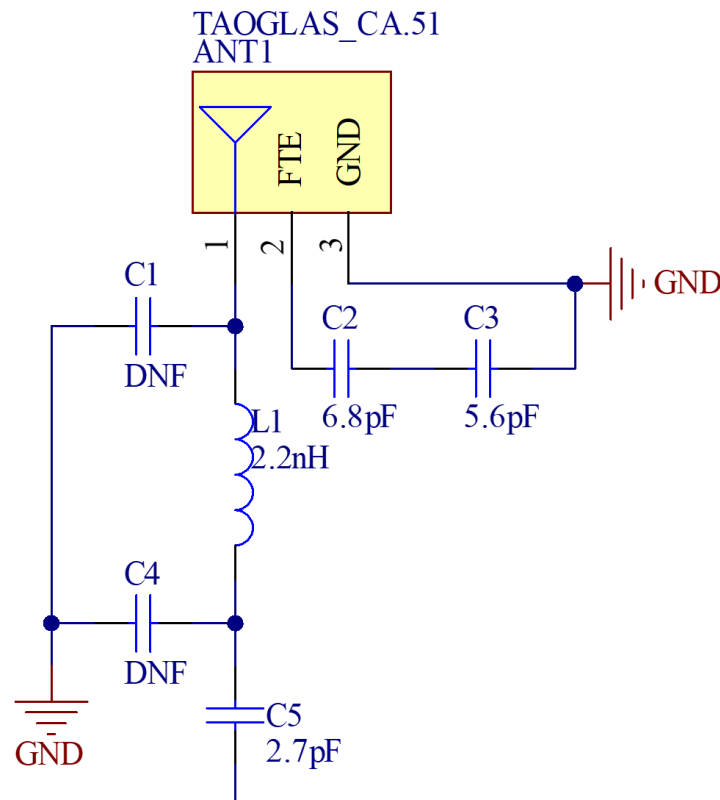 TAOGLAS_CA.51
ANT1
FTE
GND
1
2
3
GND
C1
DNF
C2
6.8pF
C3
5.6pF
L1
2.2nH
C4
DNF
GND
C5
2.7pF